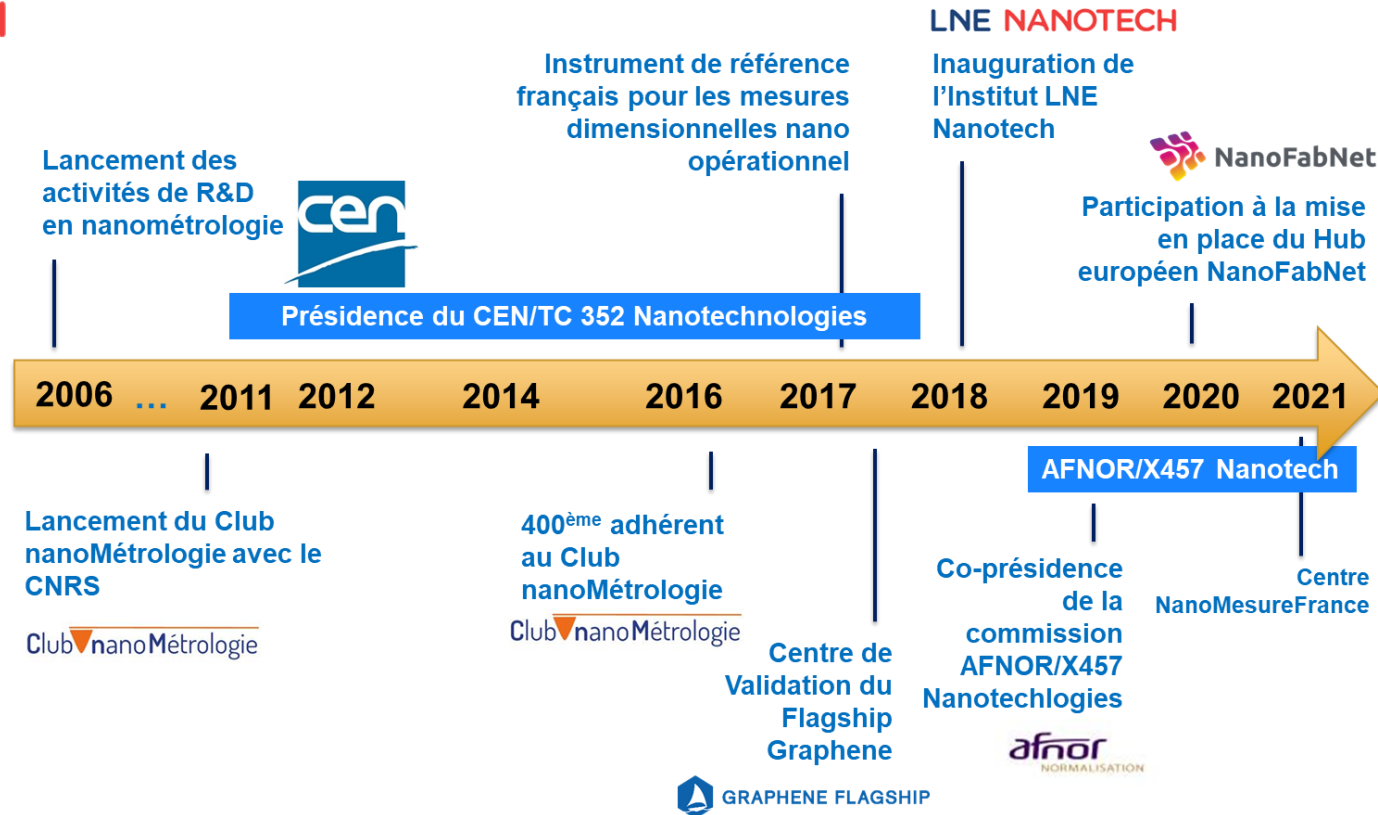 LNE NANOTECH
Instrument de référence
français pour les mesures
dimensionnelles nano
opérationnel
Inauguration de
l’Institut LNE
Nanotech
Lancement des
activités de R&D
en nanométrologie
cen
NanoFabNet
Participation à la mise
en place du Hub
européen NanoFabNet
Présidence du CEN/TC 352 Nanotechnologies
2006 ... 2011 2012 2014 2016 2017 2018 2019 2020 2021
AFNOR/X457 Nanotech
Lancement du Club
nanoMétrologie avec le
CNRS
Club nanoMétrologie
400ème adhérent
au Club
nanoMétrologie
Club nanoMétrologie
Centre de
Validation du
Flagship
Graphene
GRAPHENE FLAGSHIP
Co-présidence
de la
commission
AFNOR/X457
Nanotechlogies
afnor
NORMALISATION
Centre
NanoMesureFrance